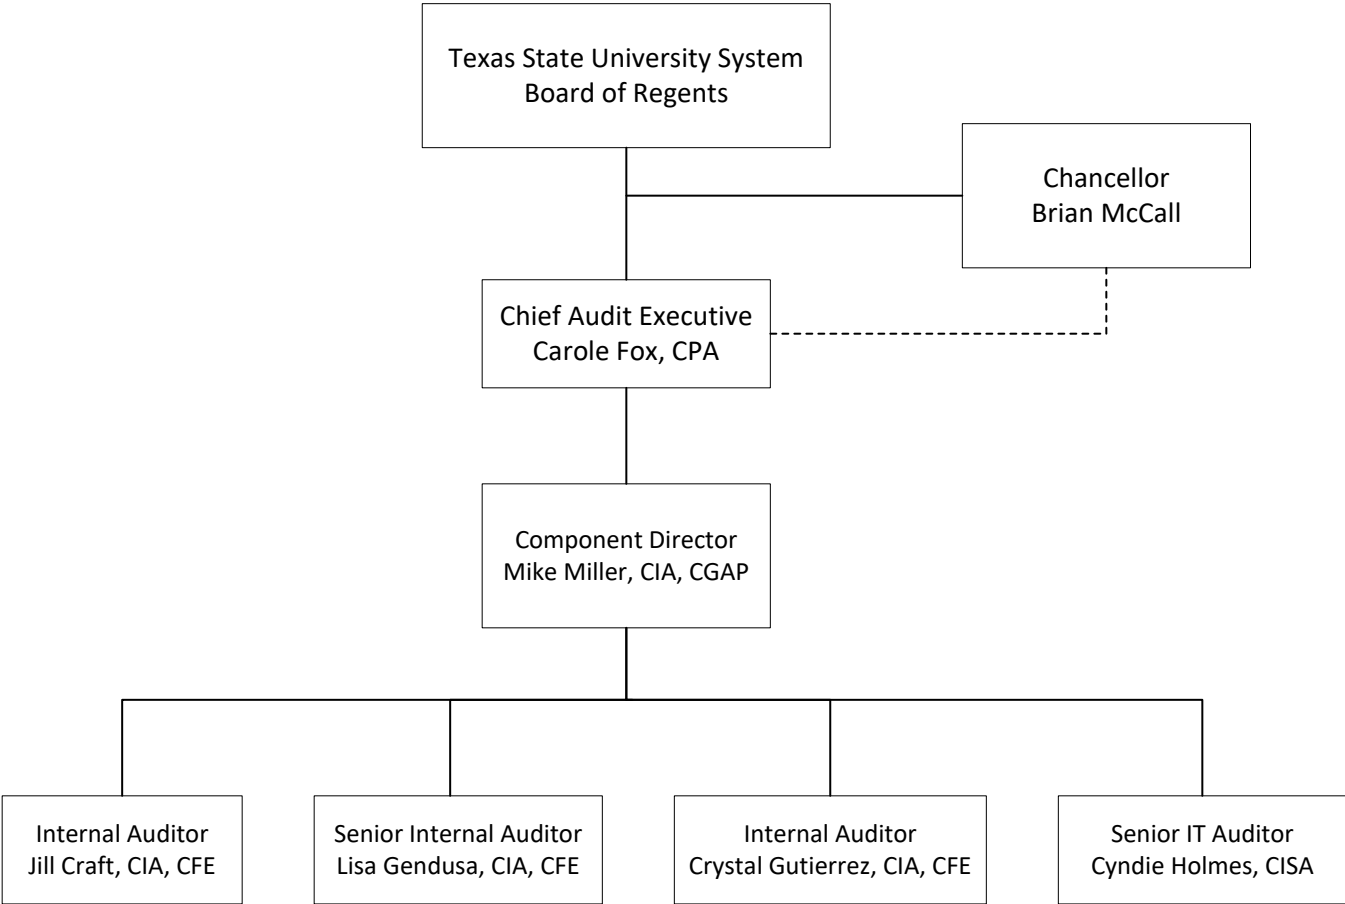 Texas State University System
Board of Regents
Chancellor
Brian McCall
Chief Audit Executive
Carole Fox, CPA
Component Director
Mike Miller, CIA, CGAP
Internal Auditor
Jill Craft, CIA, CFE
Senior Internal Auditor
Lisa Gendusa, CIA, CFE
Internal Auditor
Crystal Gutierrez, CIA, CFE
Senior IT Auditor
Cyndie Holmes, CISA